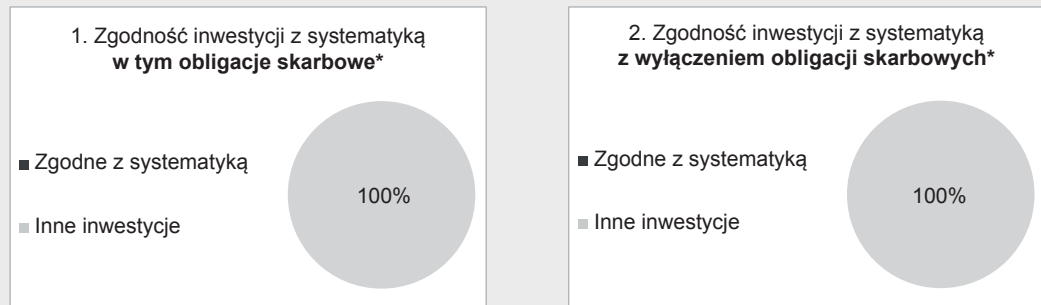 1. Zgodność inwestycji z systematyką
w tym obligacje skarbowe*
Zgodne z systematyką
Inne inwestycje
100%
2. Zgodność inwestycji z systematyką
z wyłączeniem obligacji skarbowych*
Zgodne z systematyką
Inne inwestycje
100%